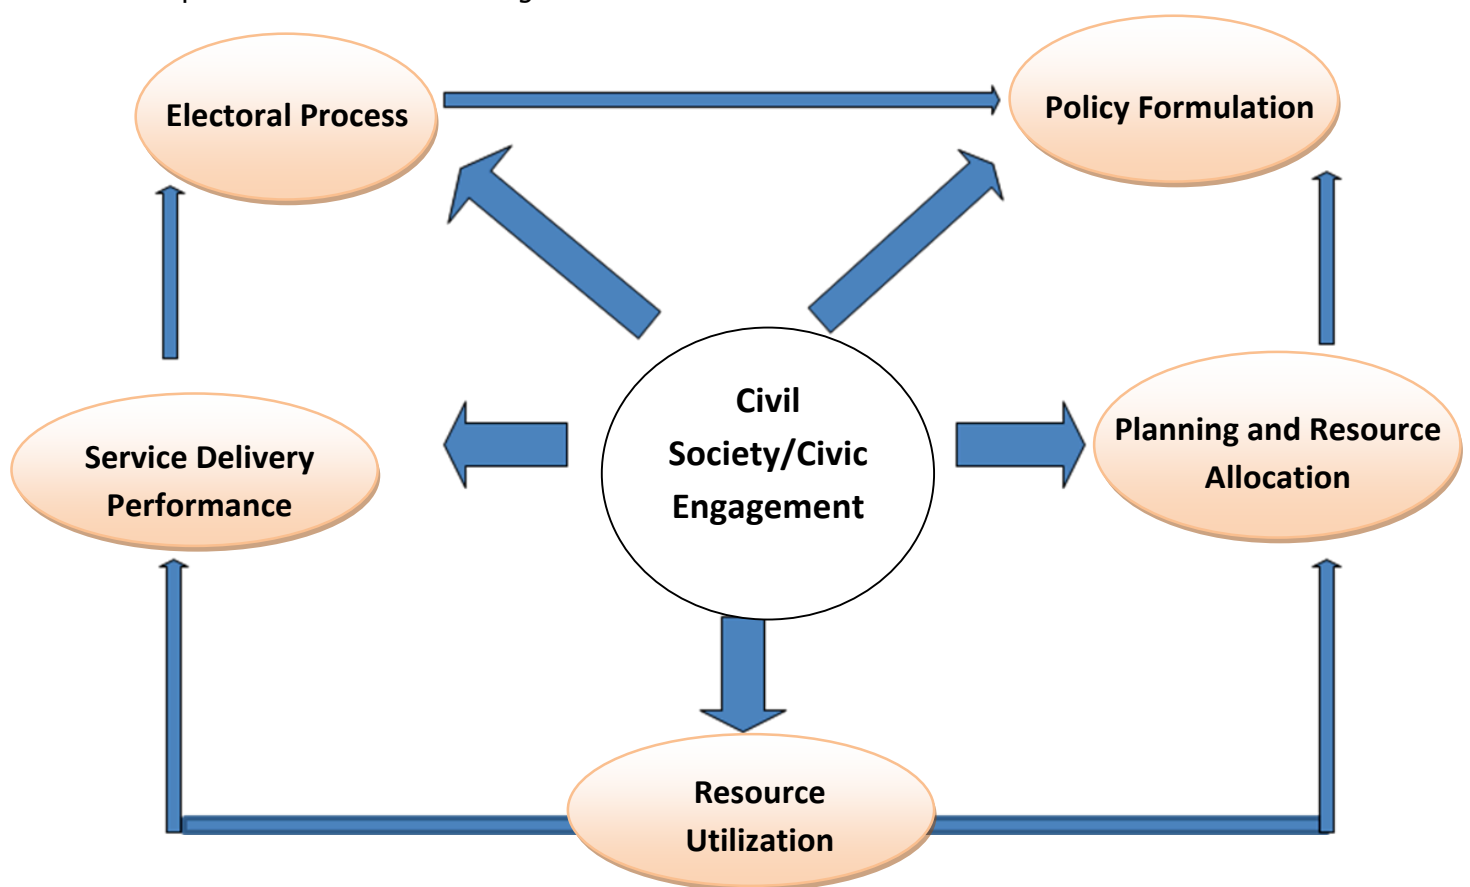 Electoral Process
Policy Formulation
Civil
Society/Civic
Engagement
Planning and Resource
Allocation
Service Delivery
Performance
Resource
Utilization